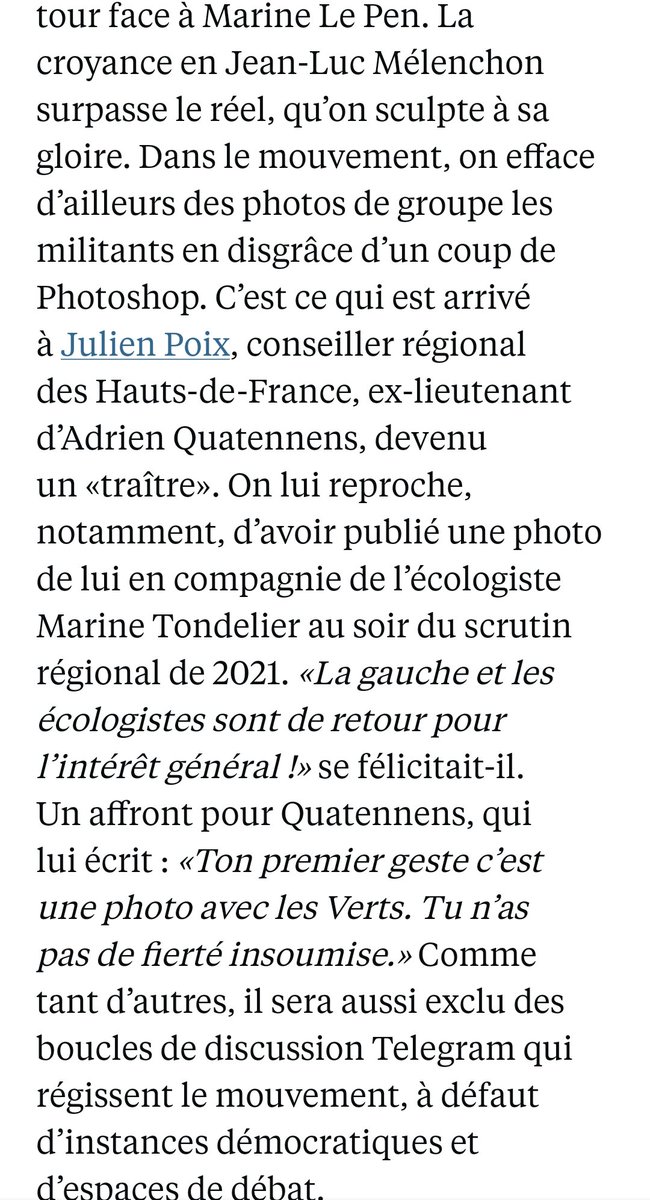 tour face à Marine Le Pen. La
croyance en Jean-Luc Mélenchon
surpasse le réel, qu’on sculpte à sa
gloire. Dans le mouvement, on efface
d’ailleurs des photos de groupe les
militants en disgrâce d’un coup de
Photoshop. C’est ce qui est arrivé
à Julien Poix, conseiller régional
des Hauts-de-France, ex-lieutenant
d’Adrien Quatennens, devenu
un «traître». On lui reproche,
notamment, d’avoir publié une photo
de lui en compagnie de l’écologiste
Marine Tondelier au soir du scrutin
régional de 2021. «La gauche et les
écologistes sont de retour pour
l’intérêt général !» se félicitait-il.
Un affront pour Quatennens, qui
lui écrit : «Ton premier geste c’est
une photo avec les Verts. Tu n’as
pas de fierté insoumise.» Comme
tant d’autres, il sera aussi exclu des
boucles de discussion Telegram qui
régissent le mouvement, à défaut
d’instances démocratiques et
d’espaces de débat.